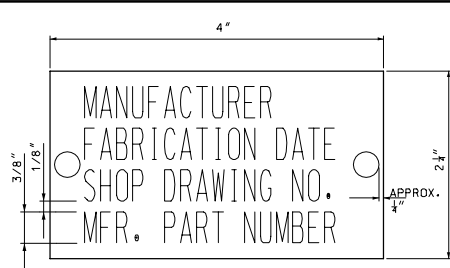 4"
MANUFACTURER
FABRICATION DATE
SHOP DRAWING NO.
MFR. PART NUMBER
3/8"
1/8"
2 1/4"
APPROX.
1/4"